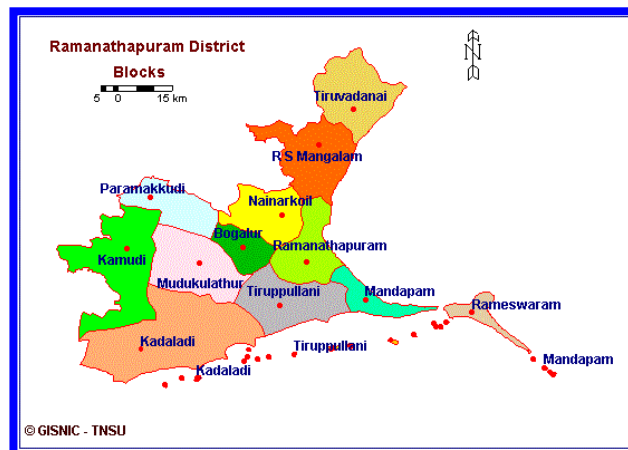 Ramanathapuram District
Blocks
5 0 15 km
N
Tiruvadanai
R S Mangalam
Paramakkudi
Nainarkoil
Bogalur
Ramanathapuram
Kamudi
Mudukulathur
Tiruppullani
Mandapam
Rameswaram
Kadaladi
Tiruppullani
Kadaladi
Mandapam
© GISNIC - TNSU